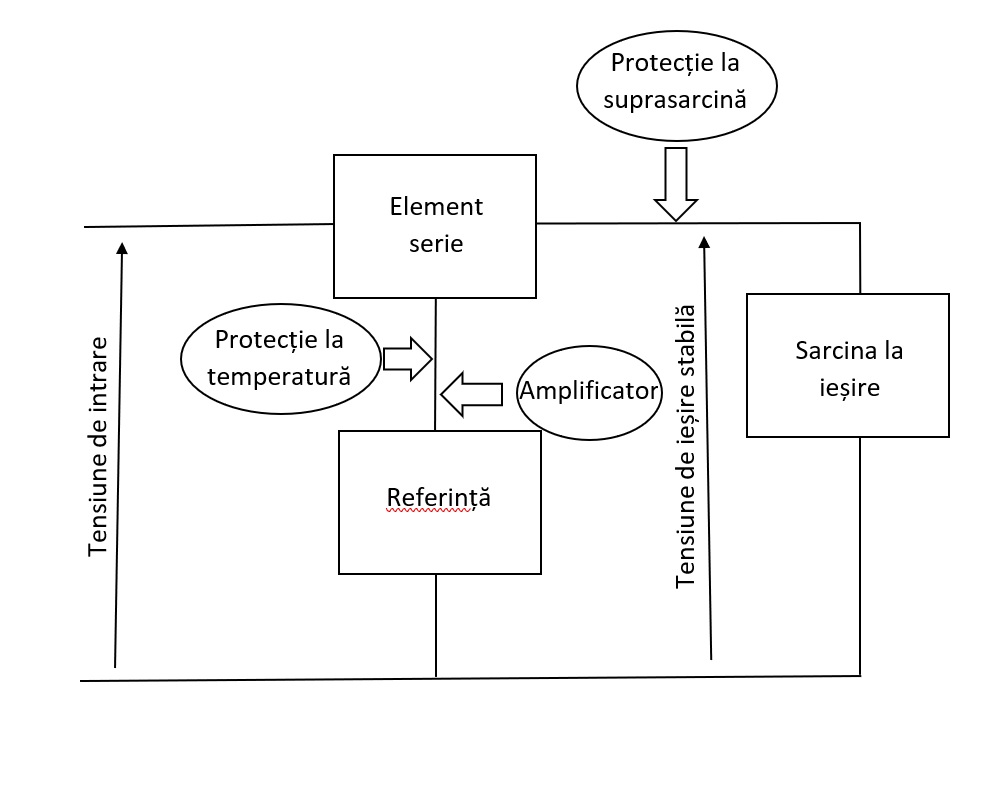 Protecție la
suprasarcină
Element
serie
Protecție la
temperatură
Amplificator
Tensiune de intrare
Tensiune de ieșire stabilă
Sarcina la
ieșire
Referință